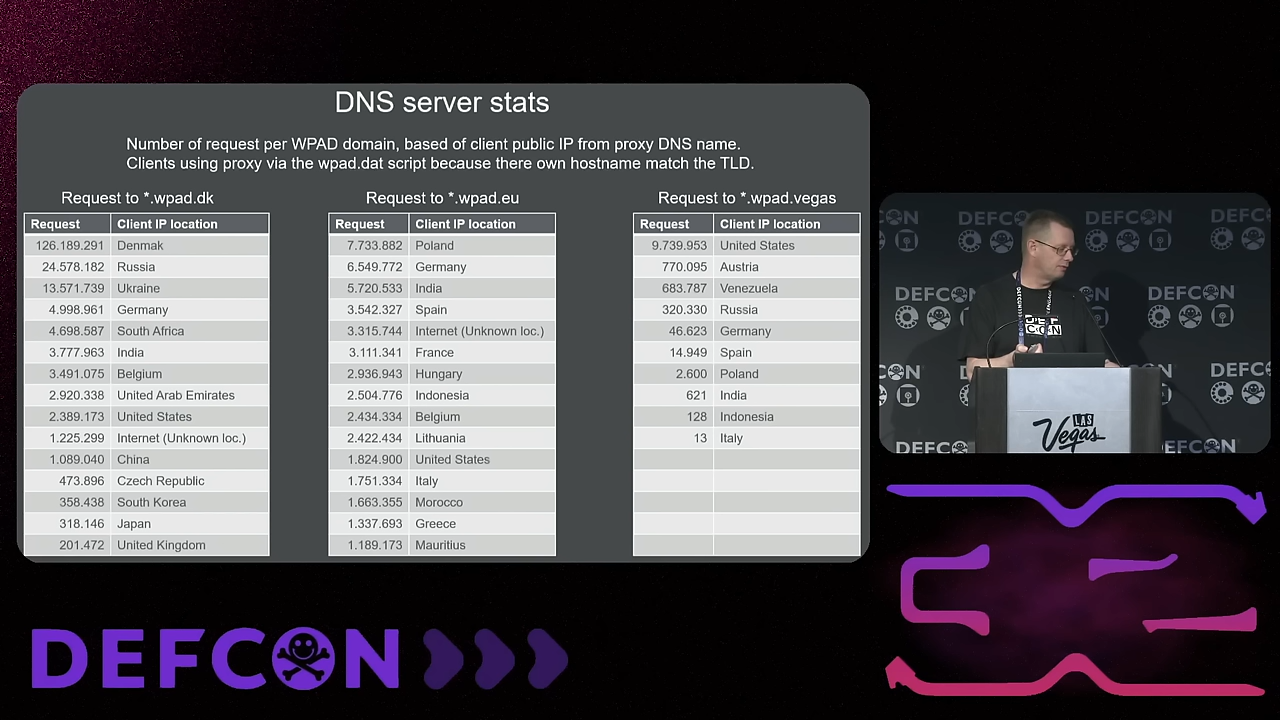 DNS server stats
Number of request per WPAD domain, based of client public IP from proxy DNS name.
Clients using proxy via the wpad.dat script because there own hostname match the TLD.
Request to *.wpad.dk
Request Client IP location
126.189.291 Denmak
24.578.182 Russia
13.571.739 Ukraine
4.998.961 Germany
4.698.587 South Africa
3.777.963 India
3.491.075 Belgium
2.920.338 United Arab Emirates
2.389.173 United States
1.225.299 Internet (Unknown loc.)
1.089.040 China
473.896 Czech Republic
358.438 South Korea
318.146 Japan
201.472 United Kingdom
Request to *.wpad.eu
Request Client IP location
7.733.882 Poland
6.549.772 Germany
5.720.533 India
3.542.327 Spain
3.315.744 Internet (Unknown loc.)
3.111.341 France
2.936.943 Hungary
2.504.776 Indonesia
2.434.334 Belgium
2.422.434 Lithuania
1.824.900 United States
1.751.334 Italy
1.663.355 Morocco
1.337.693 Greece
1.189.173 Mauritius
Request to *.wpad.vegas
Request Client IP location
9.739.953 United States
770.095 Austria
683.787 Venezuela
320.330 Russia
46.623 Germany
14.949 Spain
2.600 Poland
621 India
128 Indonesia
13 Italy
DEFCON DEFCON DEFCON
DEFCON DEFCON
LAS
Vegas
DEFCON